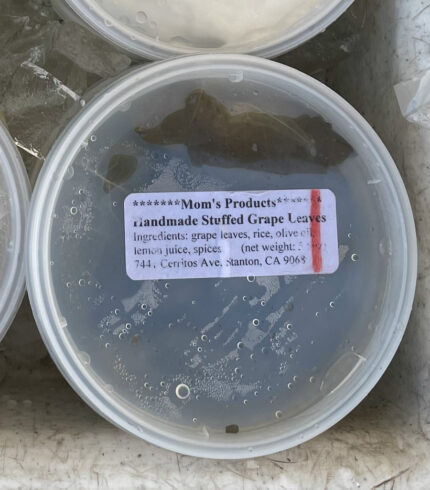 *******Mom's Products*******
Handmade Stuffed Grape Leaves
Ingredients: grape leaves, rice, olive oil,
lemon juice, spices (net weight:
Cerritos Ave. Stanton, CA